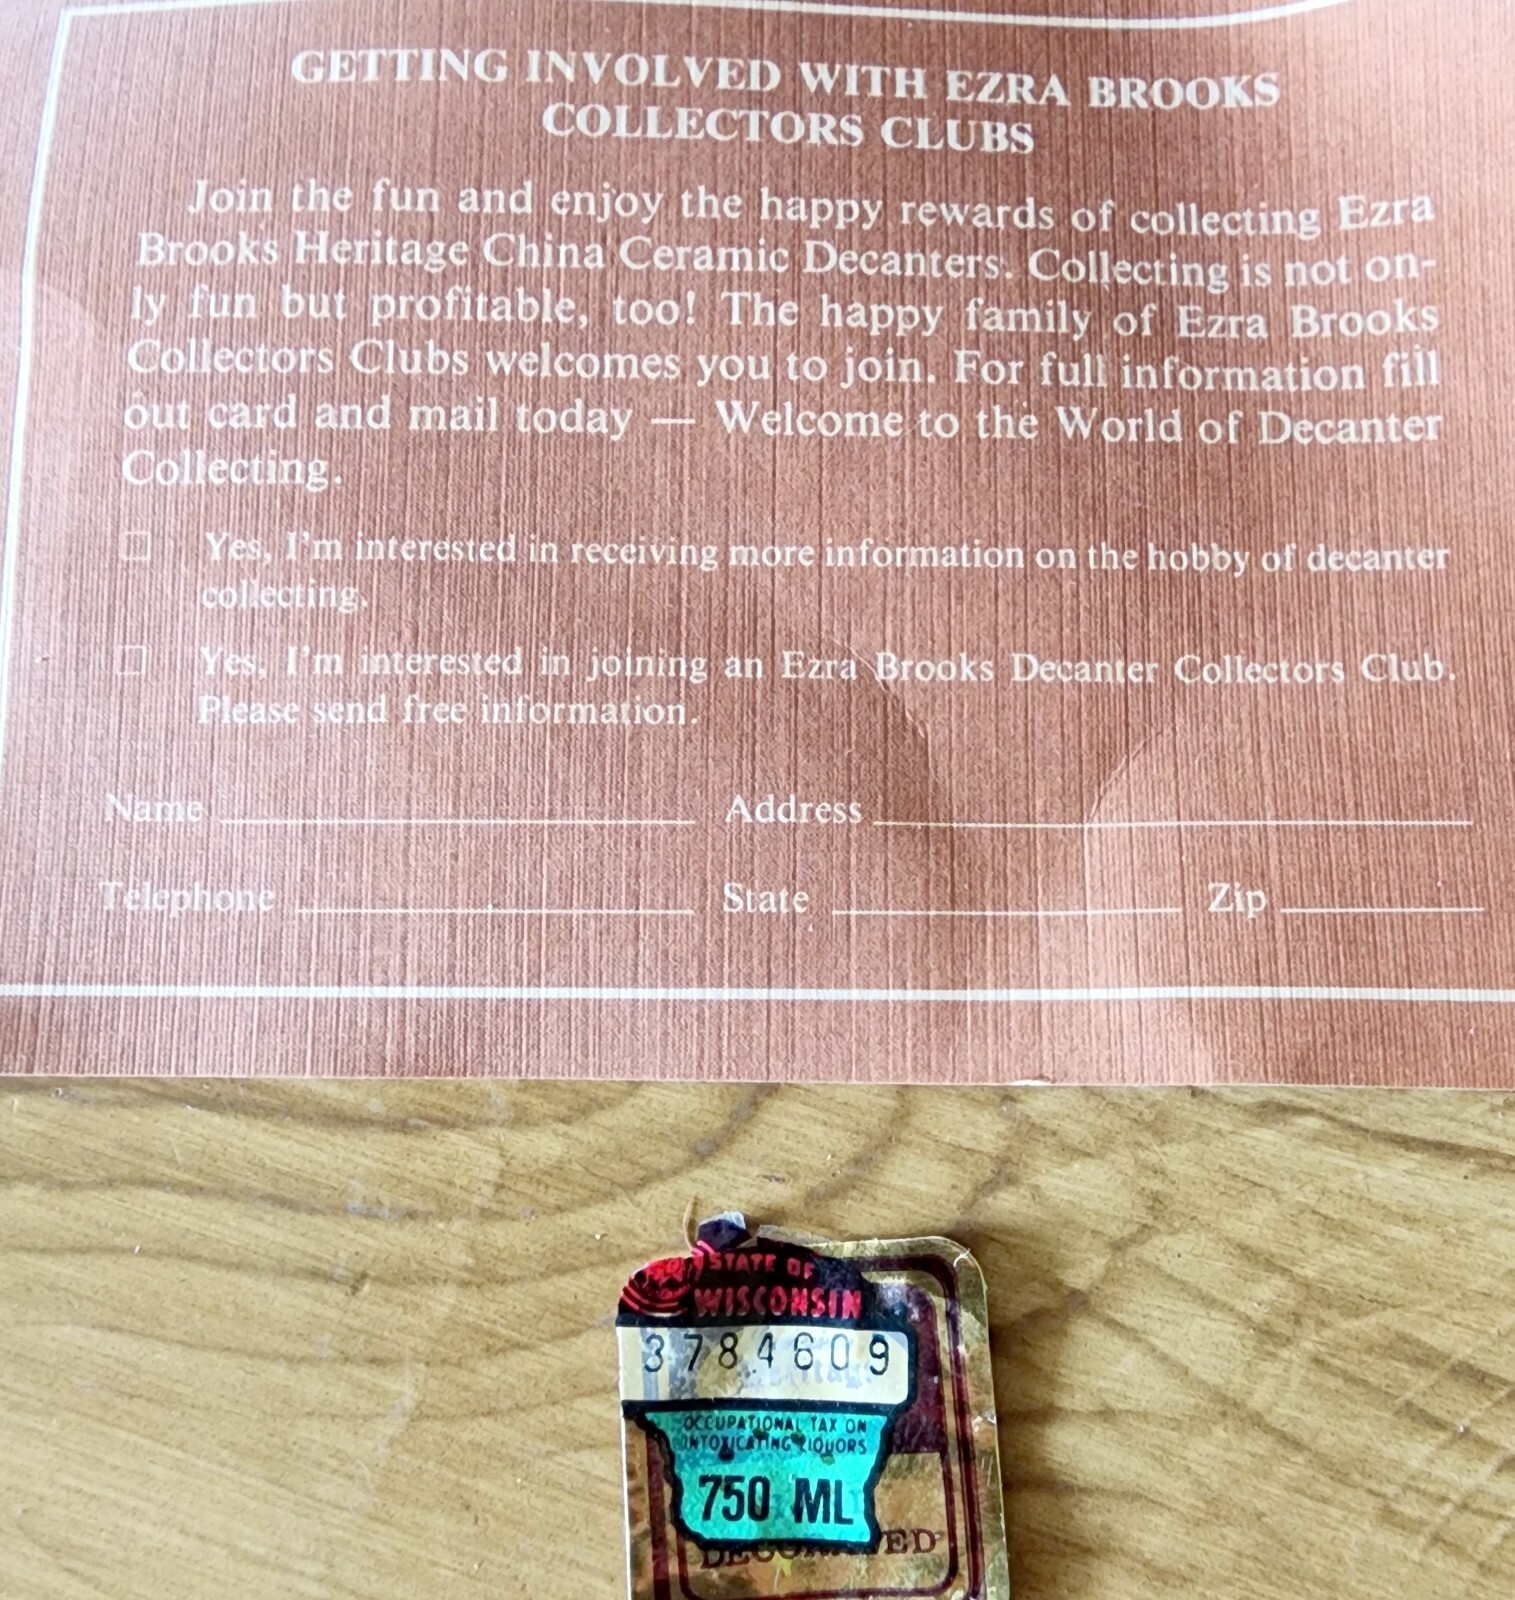 GETTING INVOLVED WITH EZRA BROOKS
COLLECTORS CLUBS
Join the fun and enjoy the happy rewards of collecting Ezra
Brooks Heritage China Ceramic Decanters. Collecting is not on-
ly fun but profitable, too! The happy family of Ezra Brooks
Collectors Clubs welcomes you to join. For full information fill
out card and mail today — Welcome to the World of Decanter
Collecting.
☐ Yes, I'm interested in receiving more information on the hobby of decanter
collecting.
☐ Yes, I'm interested in joining an Ezra Brooks Decanter Collectors Club.
Please send free information.
Name Address
Telephone State Zip
STATE OF
WISCONSIN
3784609
OCCUPATIONAL TAX ON
INTOXICATING LIQUORS
750 ML